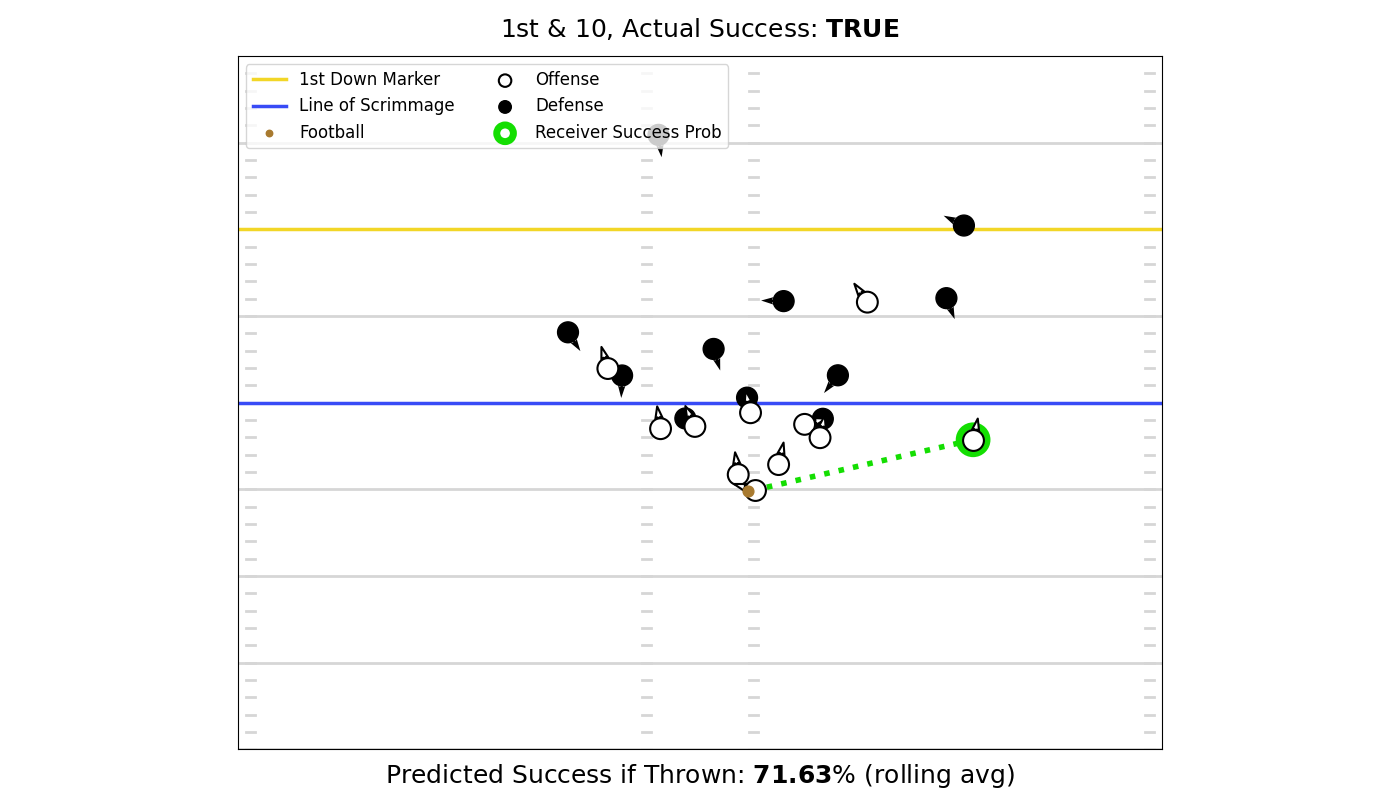 1st & 10, Actual Success: TRUE
1st Down Marker
Line of Scrimmage
Football
Offense
Defense
Receiver Success Prob
Predicted Success if Thrown: 71.63% (rolling avg)